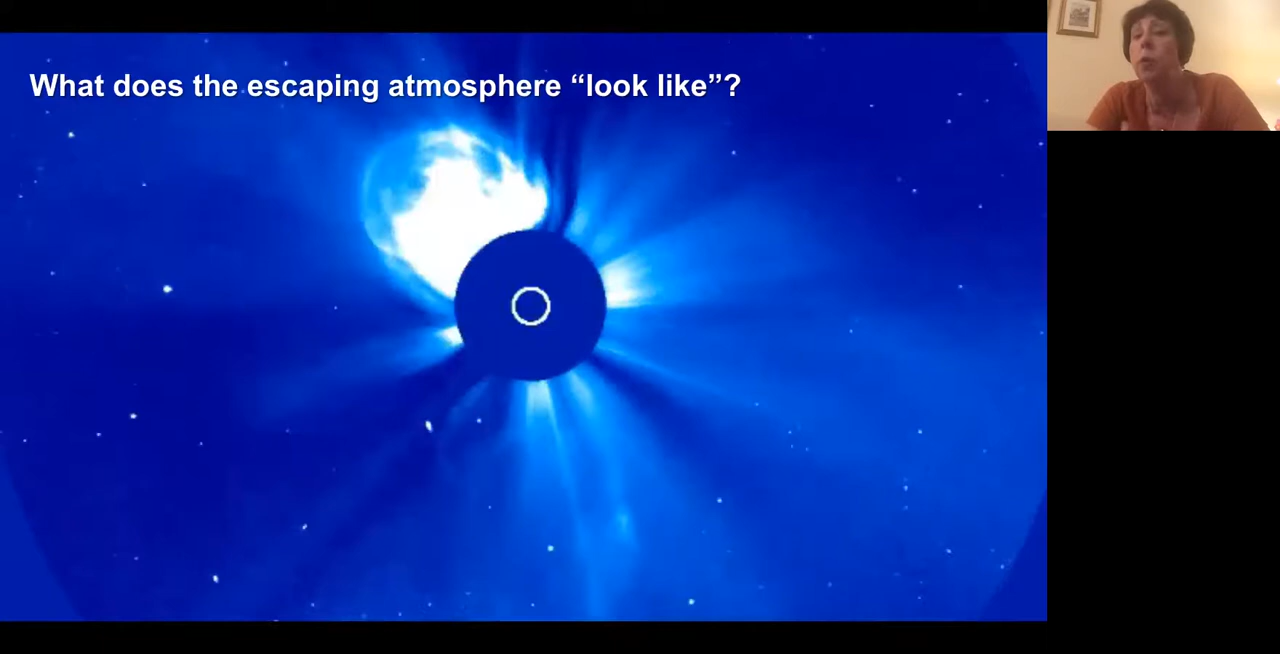 What does the escaping atmosphere “look like”?